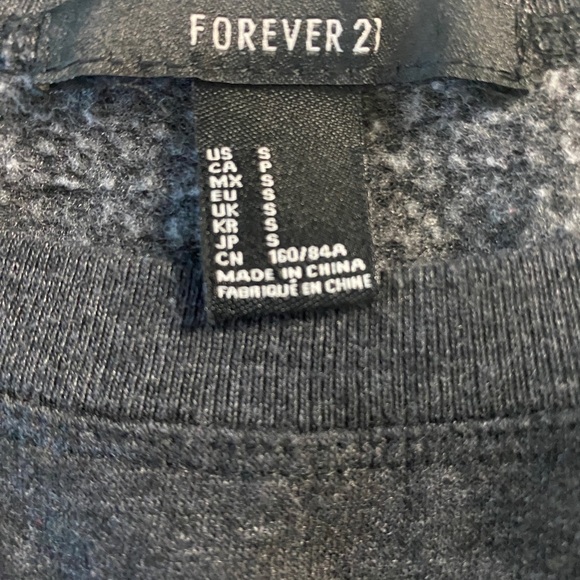 FOREVER 21
US S
CA P
MX S
EU S
UK S
KR S
JP S
CN 160/84A
MADE IN CHINA
FABRIQUÉ EN CHINE